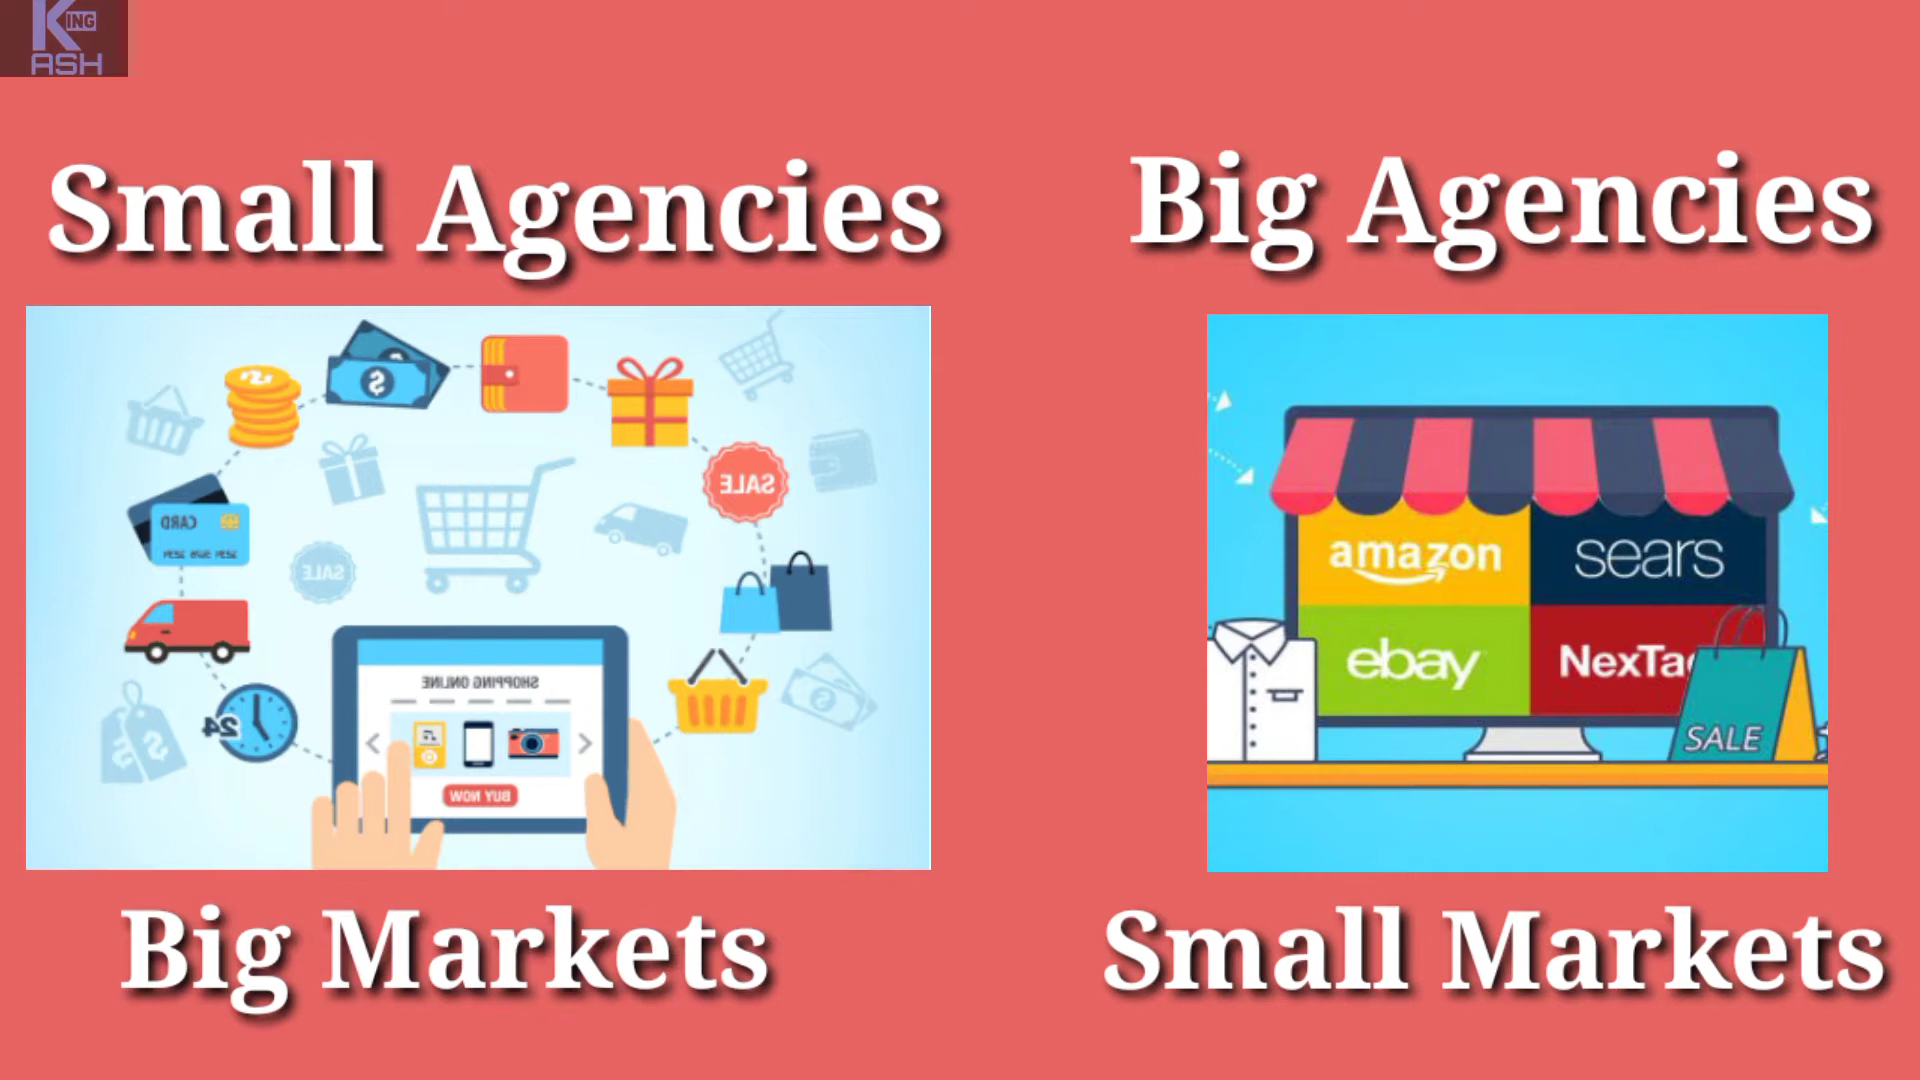 KING
ASH
Small Agencies
Big Agencies
SALE
CARD
SALE
24
SHOPPING ONLINE
BUY NOW
amazon
sears
ebay
NexTa
SALE
Big Markets
Small Markets